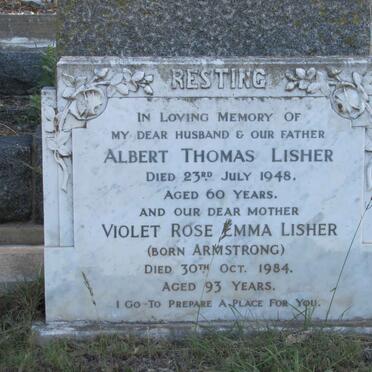 RESTING
IN LOVING MEMORY OF
MY DEAR HUSBAND & OUR FATHER
ALBERT THOMAS LISHER
DIED 23RD JULY 1948.
AGED 60 YEARS.
AND OUR DEAR MOTHER
VIOLET ROSE EMMA LISHER
(BORN ARMSTRONG)
DIED 30TH OCT. 1984.
AGED 93 YEARS.
I GO TO PREPARE A PLACE FOR YOU.